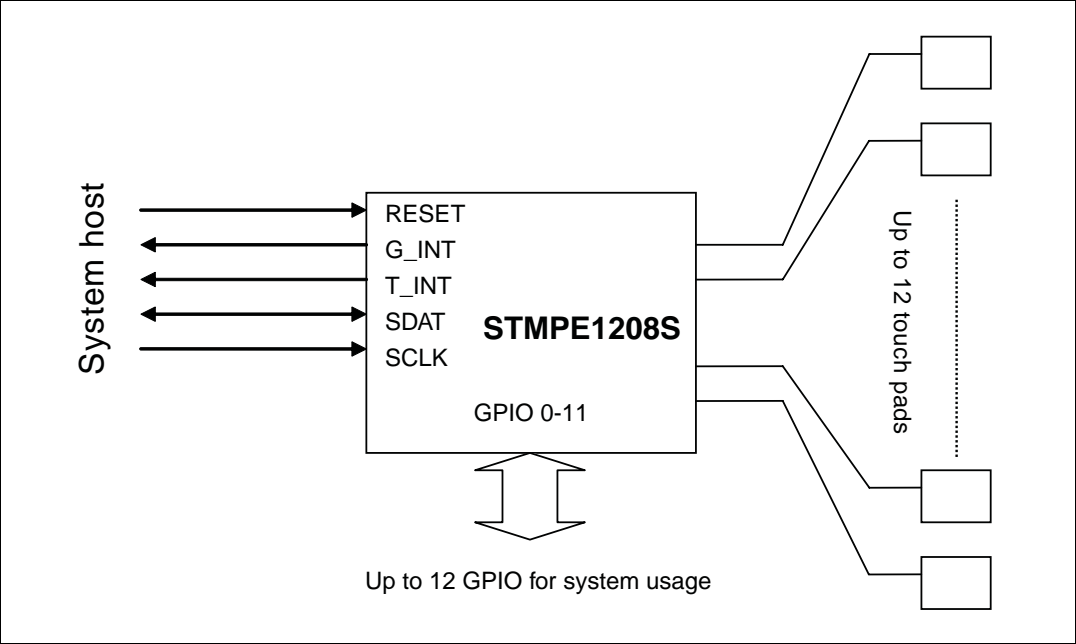 System host
RESET
G_INT
T_INT
SDAT
SCLK
STMPE1208S
GPIO 0-11
Up to 12 touch pads
Up to 12 GPIO for system usage